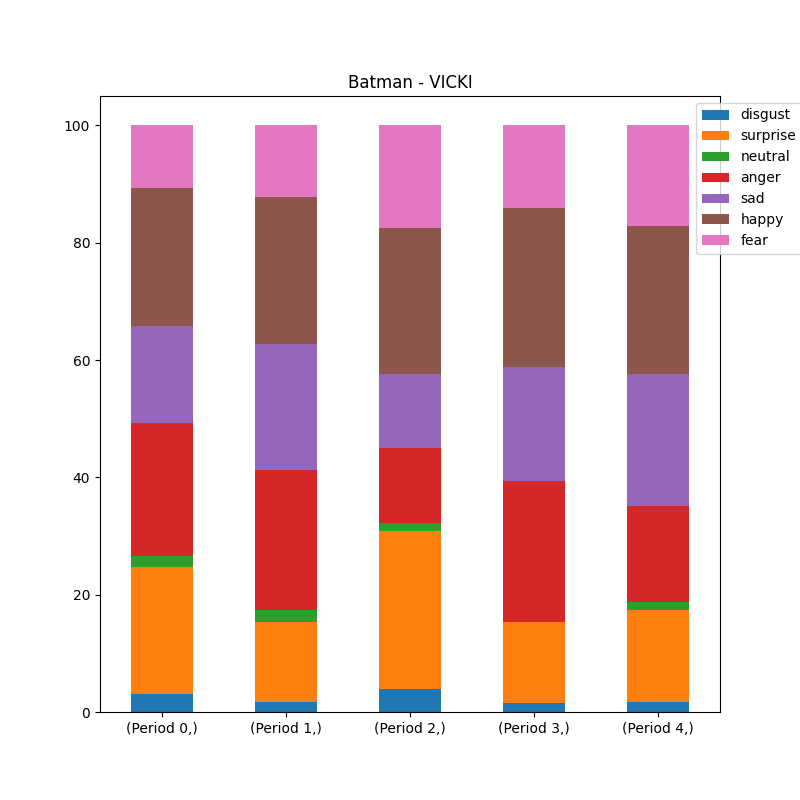 Batman - VICKI
disgust
surprise
neutral
anger
sad
happy
fear
100
80
60
40
20
0
(Period 0,)
(Period 1,)
(Period 2,)
(Period 3,)
(Period 4,)